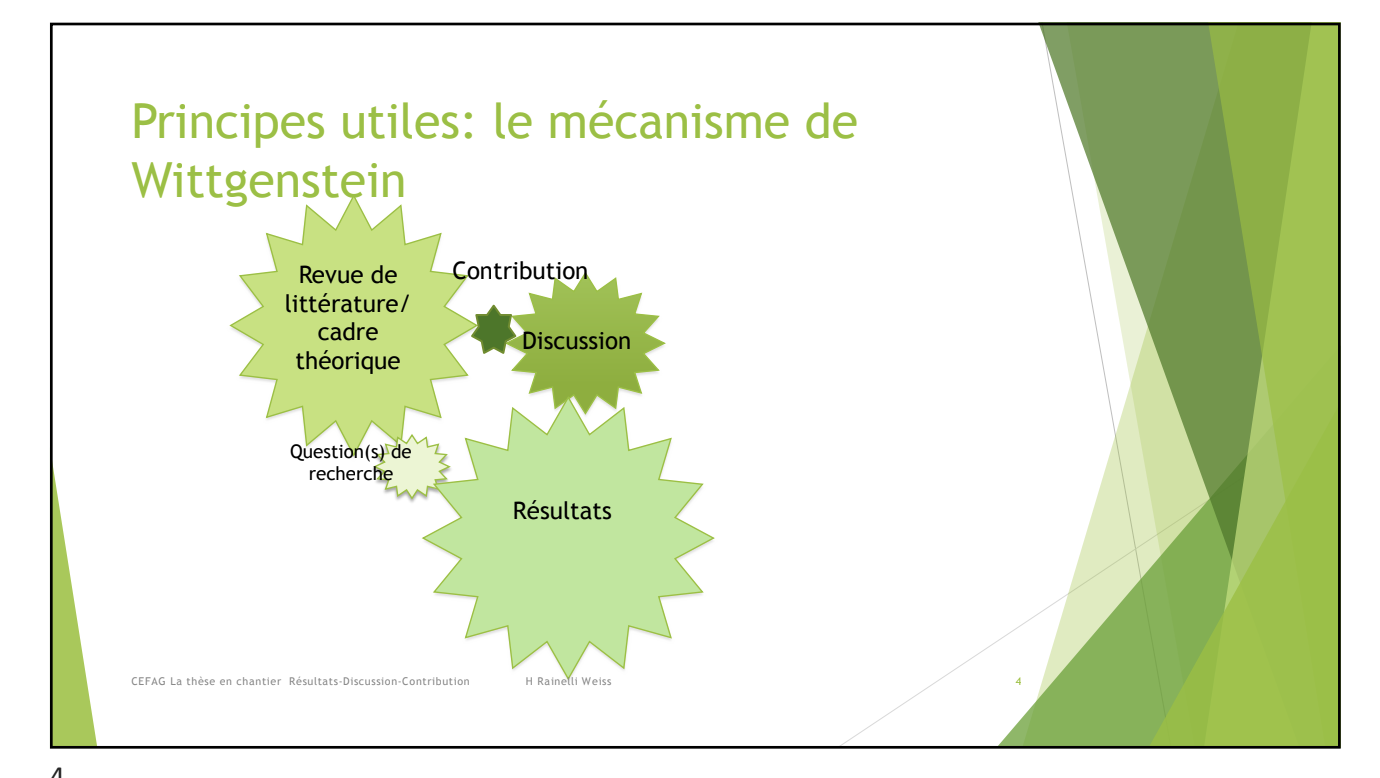 Principes utiles: le mécanisme de
Wittgenstein
Revue de
littérature/
cadre
théorique
Contribution
Discussion
Question(s) de
recherche
Résultats
CEFAG La thèse en chantier Résultats-Discussion-Contribution
H Rainelli Weiss
4
4